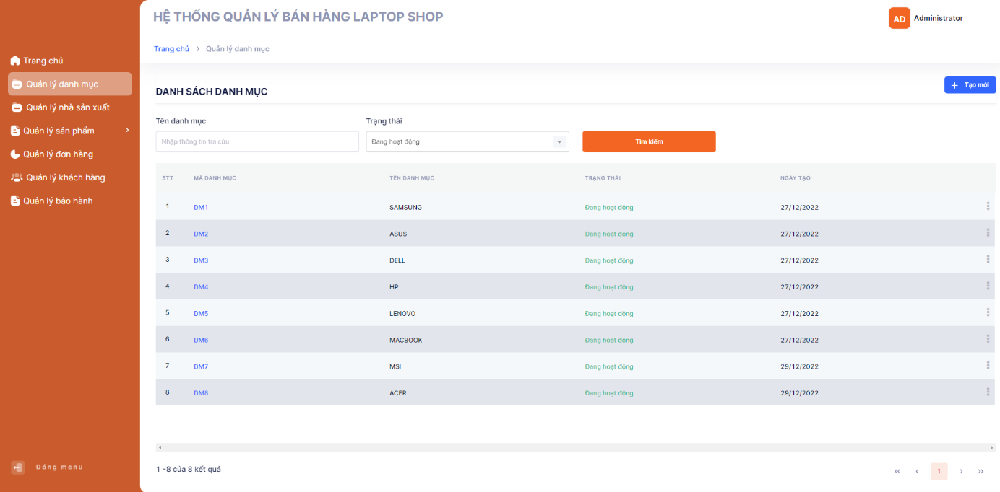 HỆ THỐNG QUẢN LÝ BÁN HÀNG LAPTOP SHOP
AD Administrator
Trang chủ > Quản lý danh mục
Trang chủ
Quản lý danh mục
Quản lý nhà sản xuất
Quản lý sản phẩm
Quản lý đơn hàng
Quản lý khách hàng
Quản lý bảo hành
Đóng menu
DANH SÁCH DANH MỤC
+ Tạo mới
Tên danh mục Trạng thái
Nhập thông tin tra cứu Đang hoạt động Tìm kiếm
STT MÃ DANH MỤC TÊN DANH MỤC TRẠNG THÁI NGÀY TẠO
1 DM1 SAMSUNG Đang hoạt động 27/12/2022
2 DM2 ASUS Đang hoạt động 27/12/2022
3 DM3 DELL Đang hoạt động 27/12/2022
4 DM4 HP Đang hoạt động 27/12/2022
5 DM5 LENOVO Đang hoạt động 27/12/2022
6 DM6 MACBOOK Đang hoạt động 27/12/2022
7 DM7 MSI Đang hoạt động 29/12/2022
8 DM8 ACER Đang hoạt động 29/12/2022
1 -8 của 8 kết quả
« ‹ 1 › »